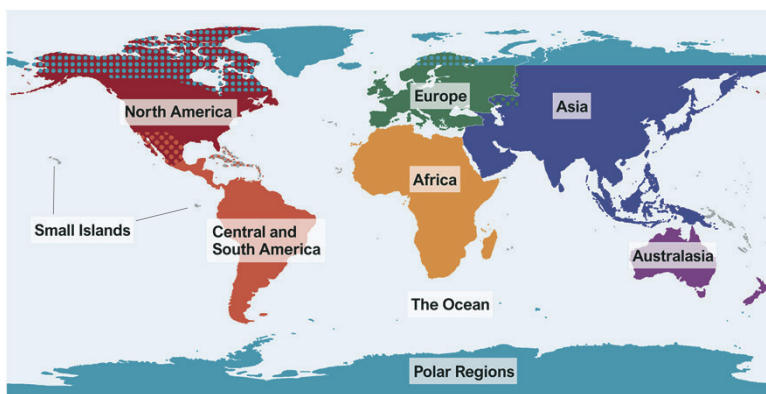 North America
Europe
Asia
Africa
Small Islands
Central and
South America
Australasia
The Ocean
Polar Regions